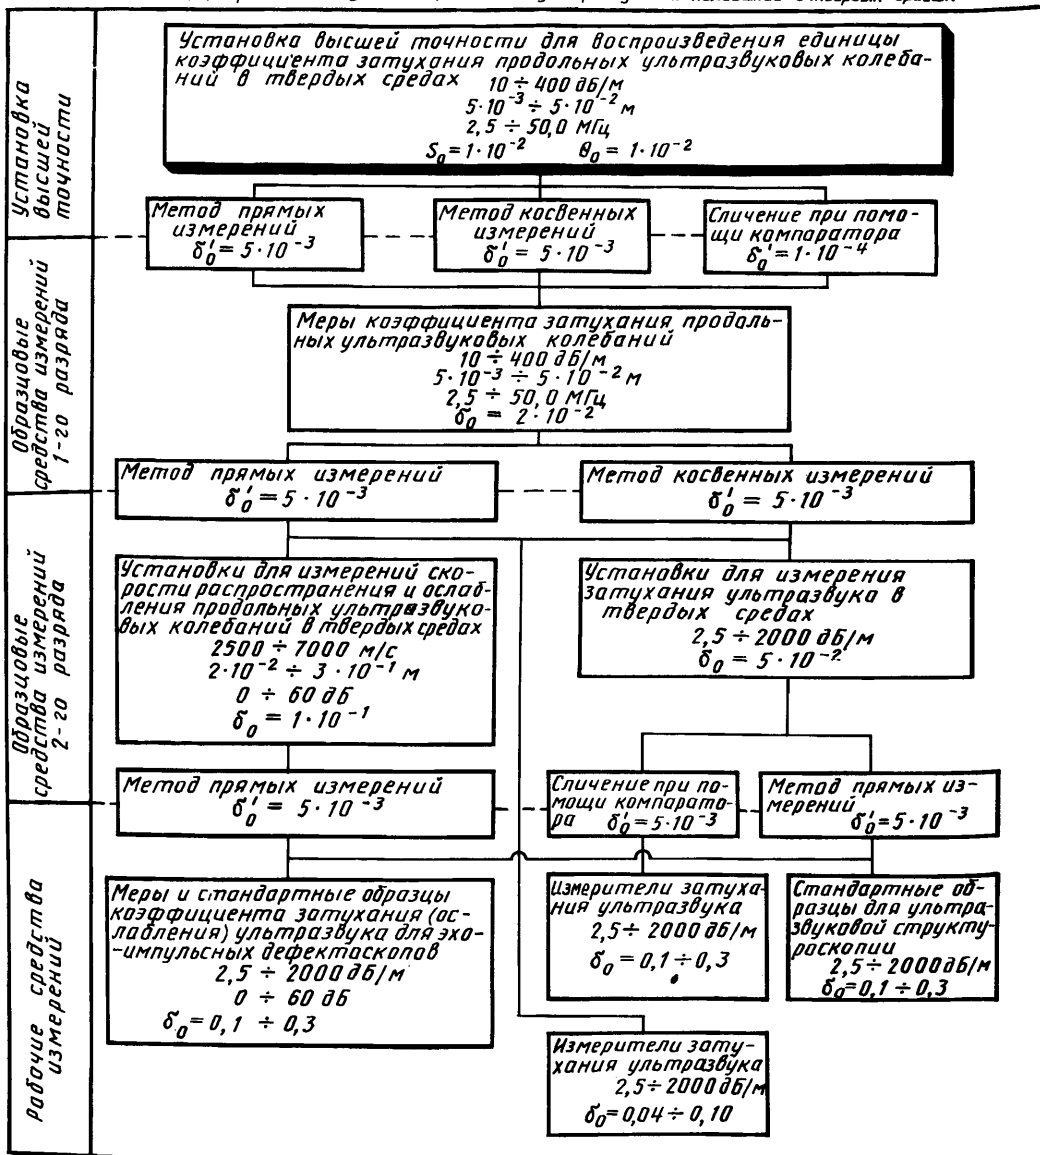 ультразвуковых колебаний в твердых средах
Установка высшей точности
Установка высшей точности для воспроизведения единицы
коэффициента затухания продольных ультразвуковых колеба-
ний в твердых средах 10 ÷ 400 дБ/м
5·10⁻³ ÷ 5·10⁻² м
2,5 ÷ 50,0 МГц
S₀ = 1·10⁻² θ₀ = 1·10⁻²
Метод прямых
измерений
δ₀′ = 5·10⁻³
Метод косвенных
измерений
δ₀′ = 5·10⁻³
Сличение при помо-
щи компаратора
δ₀′ = 1·10⁻⁴
Образцовые
средства измерений
1-го разряда
Меры коэффициента затухания продоль-
ных ультразвуковых колебаний
10 ÷ 400 дБ/м
5·10⁻³ ÷ 5·10⁻² м
2,5 ÷ 50,0 МГц
δ₀ = 2·10⁻²
Метод прямых измерений
δ₀′ = 5·10⁻³
Метод косвенных измерений
δ₀′ = 5·10⁻³
Образцовые
средства измерений
2-го разряда
Установки для измерений ско-
рости распространения и ослаб-
ления продольных ультразвуко-
вых колебаний в твердых средах
2500 ÷ 7000 м/с
2·10⁻² ÷ 3·10⁻¹ м
0 ÷ 60 дБ
δ₀ = 1·10⁻¹
Установки для измерения
затухания ультразвука в
твердых средах
2,5 ÷ 2000 дБ/м
δ₀ = 5·10⁻²
Метод прямых измерений
δ₀′ = 5·10⁻³
Сличение при по-
мощи компарато-
ра δ₀′ = 5·10⁻³
Метод прямых из-
мерений
δ₀′ = 5·10⁻³
Рабочие средства
измерений
Меры и стандартные образцы
коэффициента затухания (ос-
лабления) ультразвука для эхо-
-импульсных дефектоскопов
2,5 ÷ 2000 дБ/м
0 ÷ 60 дБ
δ₀ = 0,1 ÷ 0,3
Измерители затуха-
ния ультразвука
2,5 ÷ 2000 дБ/м
δ₀ = 0,1 ÷ 0,3
Стандартные об-
разцы для ультра-
звуковой структу-
роскопии
2,5 ÷ 2000 дБ/м
δ₀ = 0,1 ÷ 0,3
Измерители зату-
хания ультразвука
2,5 ÷ 2000 дБ/м
δ₀ = 0,04 ÷ 0,10